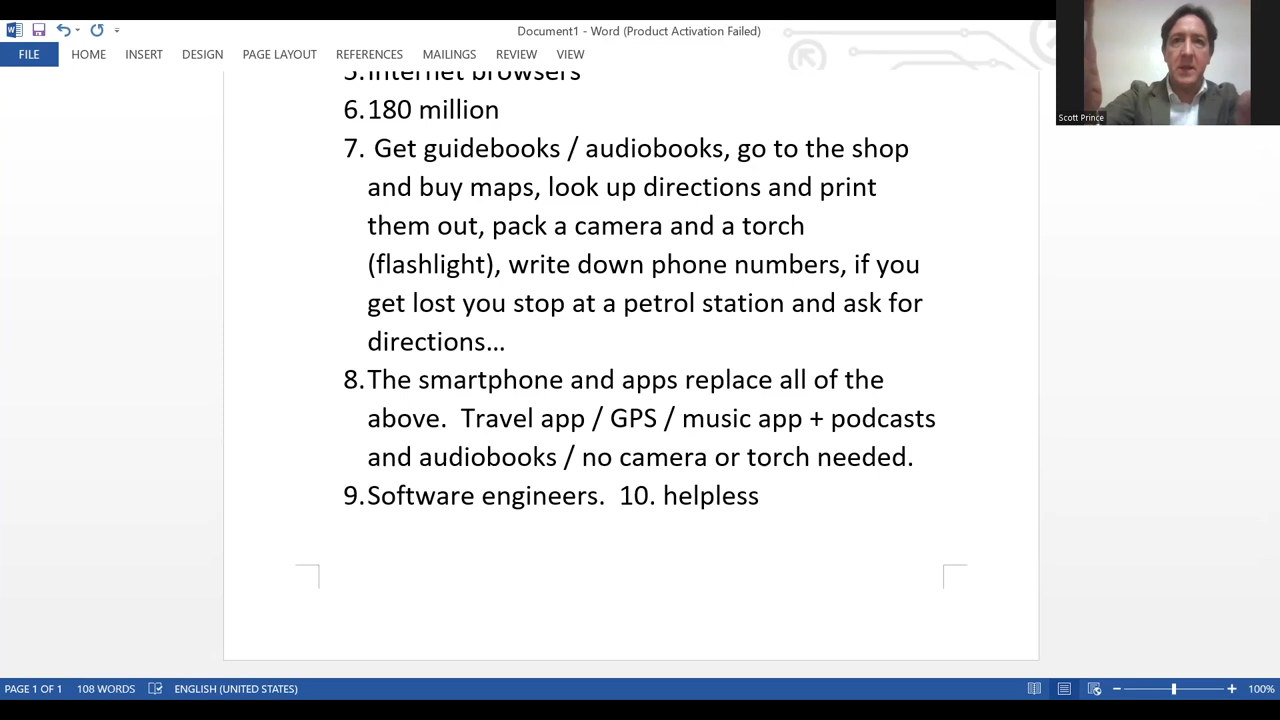 Document1 - Word (Product Activation Failed)
FILE HOME INSERT DESIGN PAGE LAYOUT REFERENCES MAILINGS REVIEW VIEW
Scott Prince
5. Internet browsers
6. 180 million
7. Get guidebooks / audiobooks, go to the shop
and buy maps, look up directions and print
them out, pack a camera and a torch
(flashlight), write down phone numbers, if you
get lost you stop at a petrol station and ask for
directions...
8. The smartphone and apps replace all of the
above. Travel app / GPS / music app + podcasts
and audiobooks / no camera or torch needed.
9. Software engineers. 10. helpless
PAGE 1 OF 1 108 WORDS ENGLISH (UNITED STATES) 100%